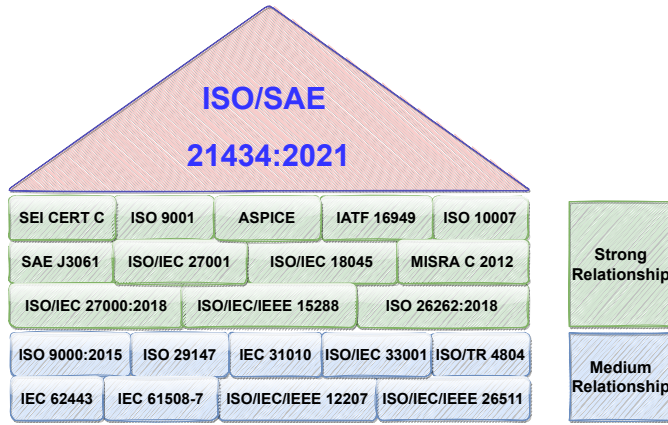 ISO/SAE
21434:2021
SEI CERT C ISO 9001 ASPICE IATF 16949 ISO 10007
SAE J3061 ISO/IEC 27001 ISO/IEC 18045 MISRA C 2012
ISO/IEC 27000:2018 ISO/IEC/IEEE 15288 ISO 26262:2018
Strong
Relationship
ISO 9000:2015 ISO 29147 IEC 31010 ISO/IEC 33001 ISO/TR 4804
IEC 62443 IEC 61508-7 ISO/IEC/IEEE 12207 ISO/IEC/IEEE 26511
Medium
Relationship